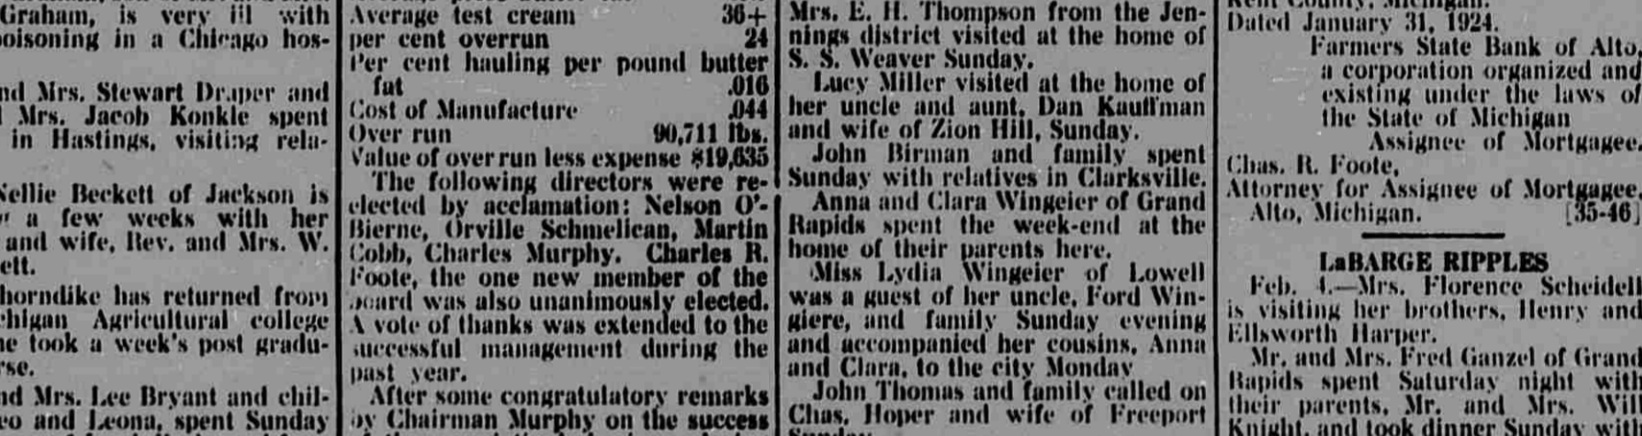 Graham, is very ill with
poisoning in a Chicago hos-
nd Mrs. Stewart Draper and
Mrs. Jacob Konkle spent
in Hastings, visiting rela-
Nellie Beckett of Jackson is
a few weeks with her
and wife, Rev. and Mrs. W.
ett.
horndike has returned from
chigan Agricultural college
he took a week's post gradu-
rse.
nd Mrs. Lee Bryant and chil-
eo and Leona, spent Sunday
Average test cream 36+
per cent overrun 24
Per cent hauling per pound butter
fat .016
Cost of Manufacture .044
Over run 90,711 lbs.
Value of over run less expense $19,635
The following directors were re-
elected by acclamation: Nelson O'-
Bierne, Orville Schmelican, Martin
Cobb, Charles Murphy. Charles R.
Foote, the one new member of the
board was also unanimously elected.
A vote of thanks was extended to the
successful management during the
past year.
After some congratulatory remarks
by Chairman Murphy on the success
Mrs. E. H. Thompson from the Jen-
nings district visited at the home of
S. S. Weaver Sunday.
Lucy Miller visited at the home of
her uncle and aunt, Dan Kauffman
and wife of Zion Hill, Sunday.
John Birman and family spent
Sunday with relatives in Clarksville.
Anna and Clara Wingeier of Grand
Rapids spent the week-end at the
home of their parents here.
Miss Lydia Wingeier of Lowell
was a guest of her uncle, Ford Win-
giere, and family Sunday evening
and accompanied her cousins, Anna
and Clara, to the city Monday
John Thomas and family called on
Chas. Hoper and wife of Freeport
Sunday.
Kent County, Michigan.
Dated January 31, 1924.
Farmers State Bank of Alto,
a corporation organized and
existing under the laws of
the State of Michigan
Assignee of Mortgagee.
Chas. R. Foote,
Attorney for Assignee of Mortgagee
Alto, Michigan. [35-46]
LaBARGE RIPPLES
Feb. 4.—Mrs. Florence Scheidell
is visiting her brothers, Henry and
Ellsworth Harper.
Mr. and Mrs. Fred Ganzel of Grand
Rapids spent Saturday night with
their parents, Mr. and Mrs. Will
Knight, and took dinner Sunday with